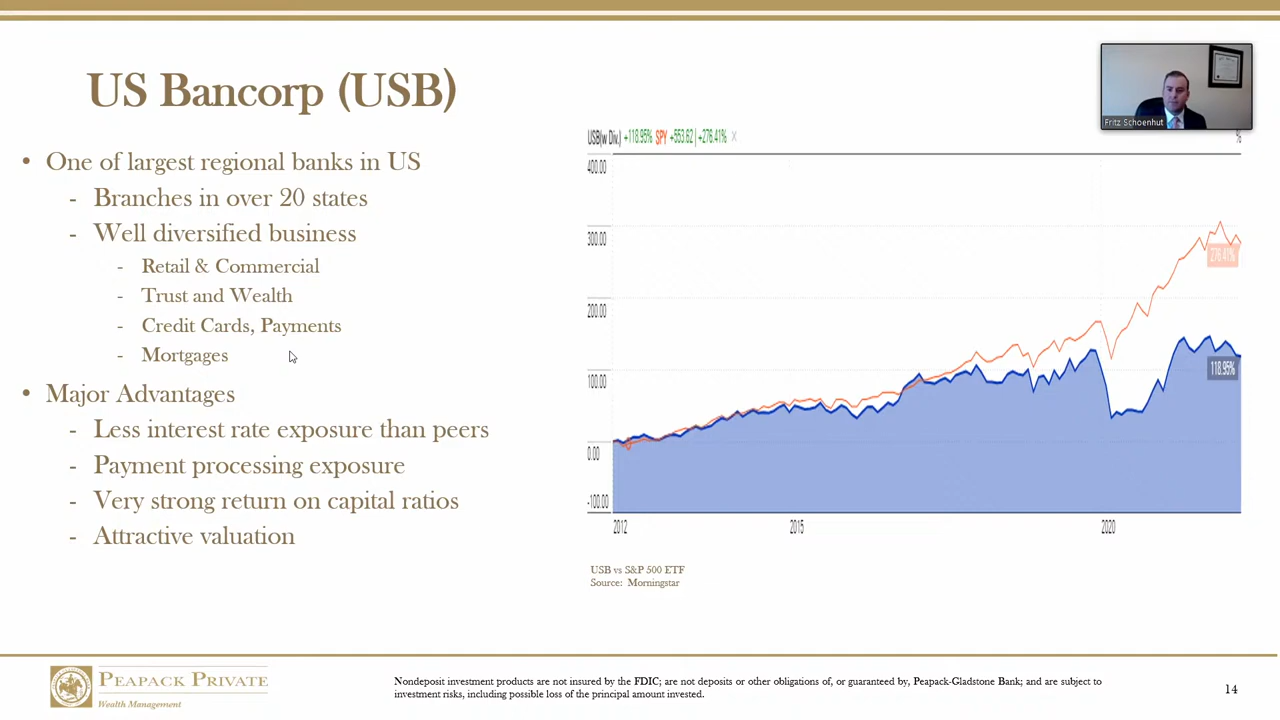 US Bancorp (USB)
Fritz Schoenhut
• One of largest regional banks in US
- Branches in over 20 states
- Well diversified business
- Retail & Commercial
- Trust and Wealth
- Credit Cards, Payments
- Mortgages
• Major Advantages
- Less interest rate exposure than peers
- Payment processing exposure
- Very strong return on capital ratios
- Attractive valuation
USB(w Div.) +118.95% SPY +553.62 | +276.41% X
%
400.00
300.00
276.41%
200.00
100.00
118.95%
0.00
-100.00
2012 2015 2020
USB vs S&P 500 ETF
Source: Morningstar
PEAPACK PRIVATE
Wealth Management
Nondeposit investment products are not insured by the FDIC; are not deposits or other obligations of, or guaranteed by, Peapack-Gladstone Bank; and are subject to
investment risks, including possible loss of the principal amount invested.
14